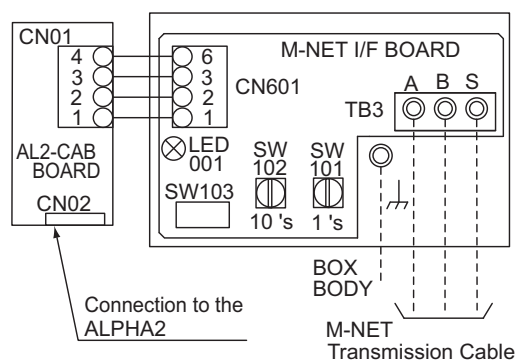 CN01
4
3
2
1
AL2-CAB
BOARD
CN02
Connection to the
ALPHA2
M-NET I/F BOARD
6
3
2
1
CN601
LED
001
SW103
SW
102
10 's
SW
101
1 's
A B S
TB3
BOX
BODY
M-NET
Transmission Cable